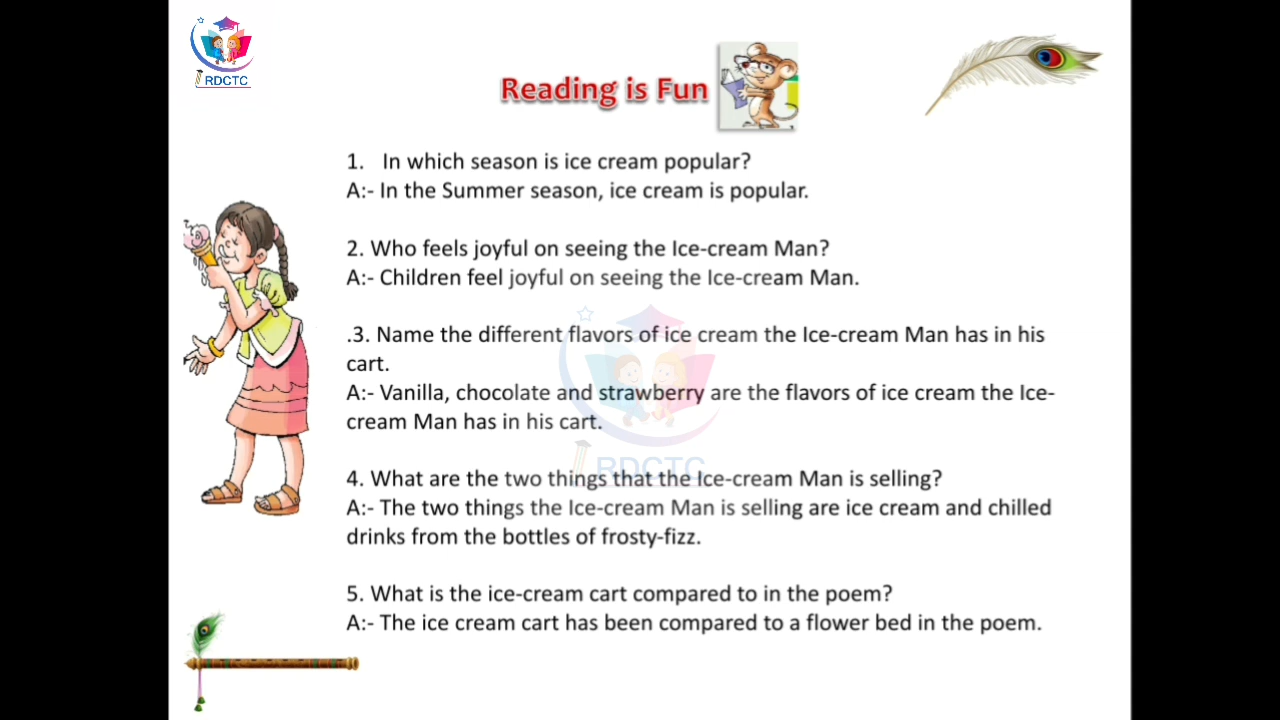 RDCTC
Reading is Fun
1. In which season is ice cream popular?
A:- In the Summer season, ice cream is popular.
2. Who feels joyful on seeing the Ice-cream Man?
A:- Children feel joyful on seeing the Ice-cream Man.
.3. Name the different flavors of ice cream the Ice-cream Man has in his
cart.
A:- Vanilla, chocolate and strawberry are the flavors of ice cream the Ice-
cream Man has in his cart.
RDCTC
4. What are the two things that the Ice-cream Man is selling?
A:- The two things the Ice-cream Man is selling are ice cream and chilled
drinks from the bottles of frosty-fizz.
5. What is the ice-cream cart compared to in the poem?
A:- The ice cream cart has been compared to a flower bed in the poem.